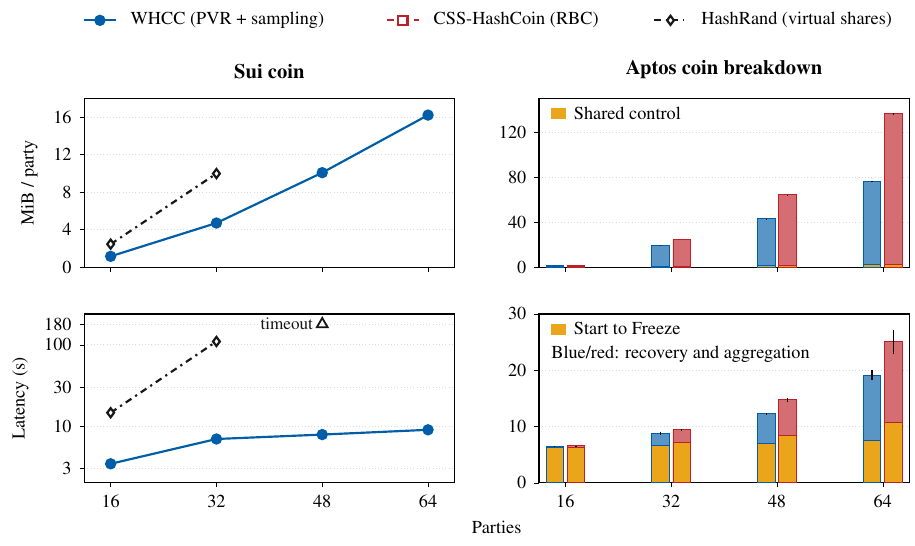 WHCC (PVR + sampling)
CSS-HashCoin (RBC)
HashRand (virtual shares)
Sui coin
Aptos coin breakdown
MiB / party
16
12
8
4
0
Shared control
120
80
40
0
Latency (s)
180
100
30
10
3
timeout
16
32
48
64
Start to Freeze
Blue/red: recovery and aggregation
30
20
10
0
16
32
48
64
Parties